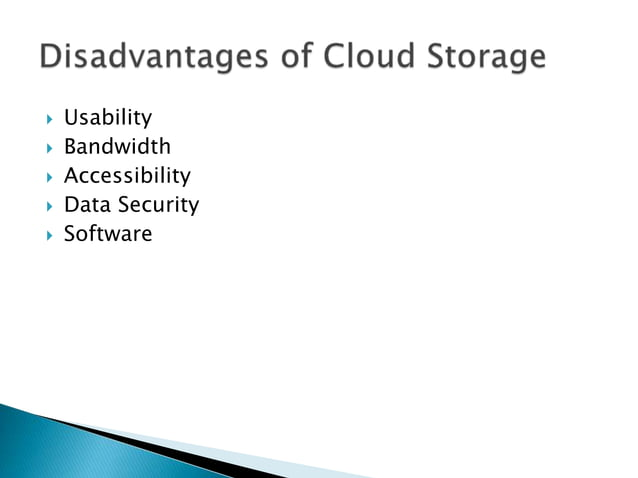 Disadvantages of Cloud Storage
Usability
Bandwidth
Accessibility
Data Security
Software